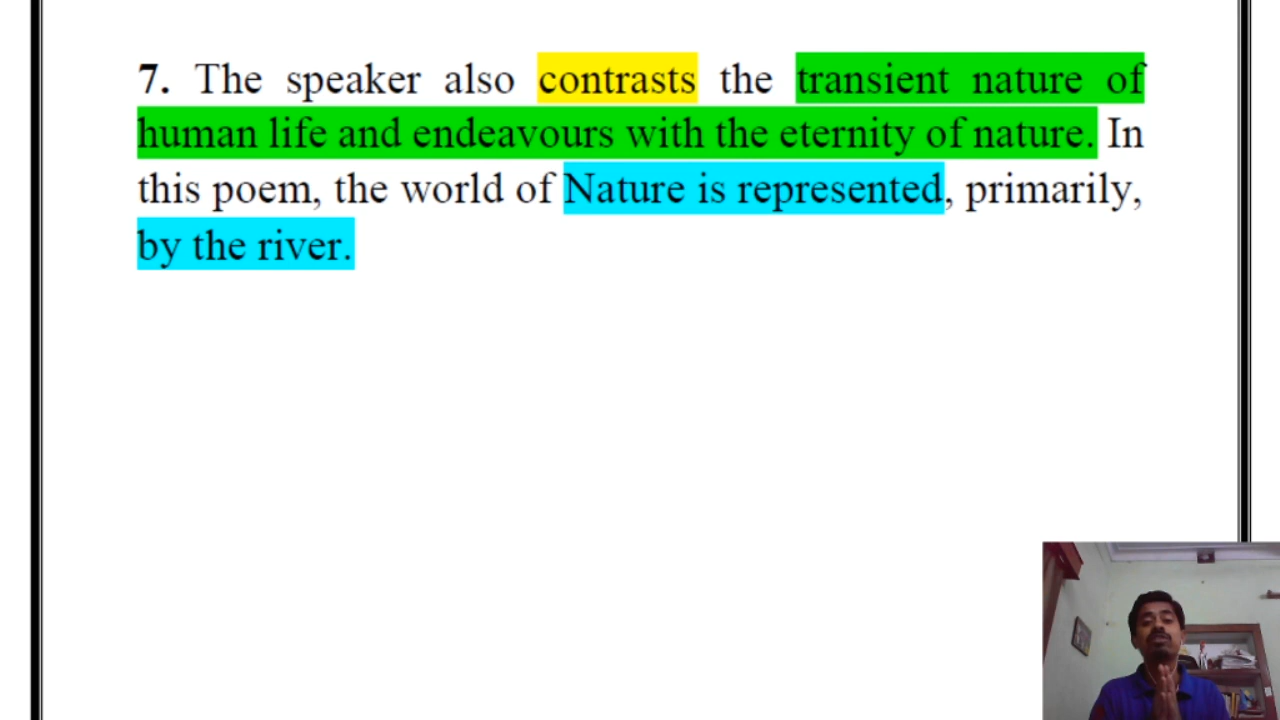 7. The speaker also contrasts the transient nature of
human life and endeavours with the eternity of nature. In
this poem, the world of Nature is represented, primarily,
by the river.